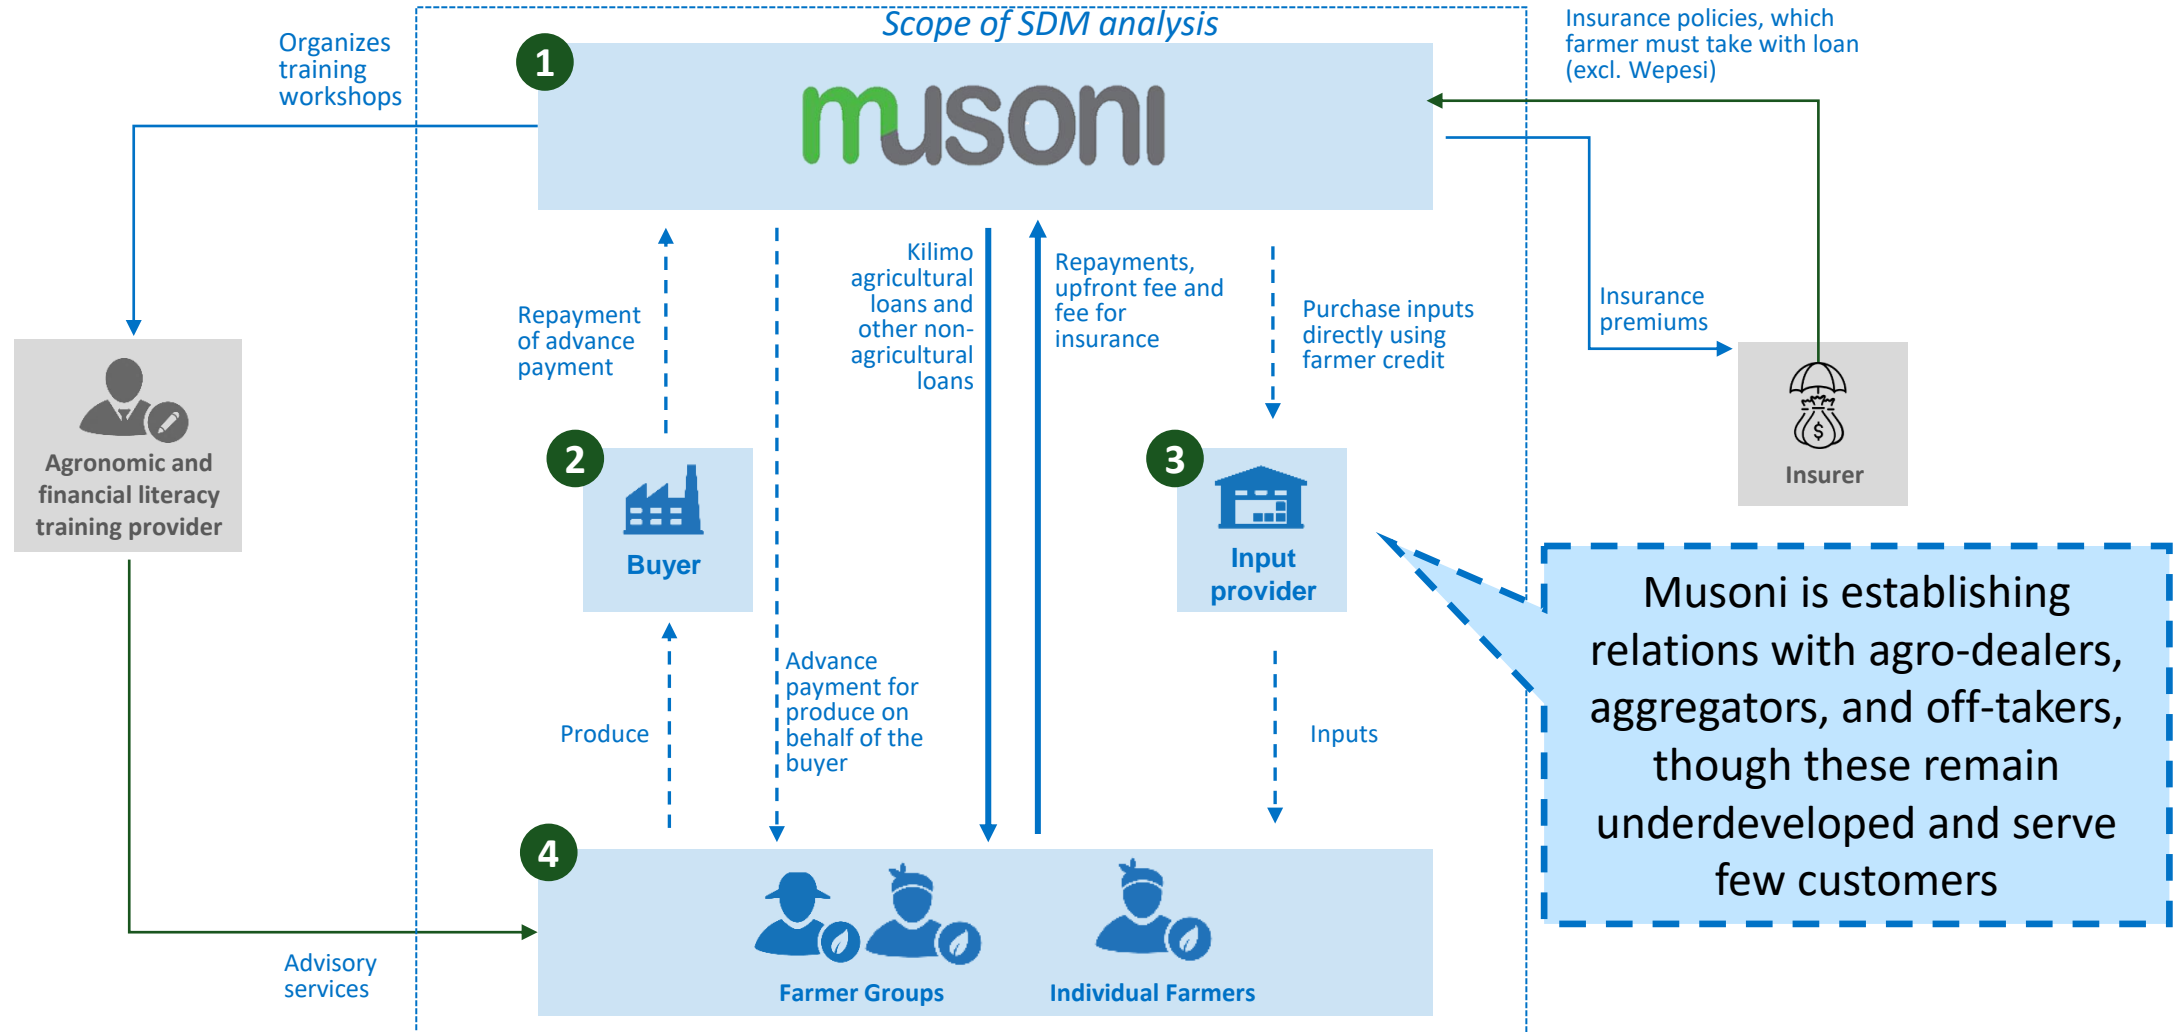 Scope of SDM analysis
Organizes
training
workshops
Insurance policies, which
farmer must take with loan
(excl. Wepesi)
1
musoni
Repayment
of advance
payment
Kilimo
agricultural
loans and
other non-
agricultural
loans
Repayments,
upfront fee and
fee for
insurance
Purchase inputs
directly using
farmer credit
Insurance
premiums
Agronomic and
financial literacy
training provider
2
Buyer
3
Input
provider
$
Insurer
Musoni is establishing
relations with agro-dealers,
aggregators, and off-takers,
though these remain
underdeveloped and serve
few customers
Produce
Advance
payment for
produce on
behalf of the
buyer
Inputs
4
Advisory
services
Farmer Groups
Individual Farmers